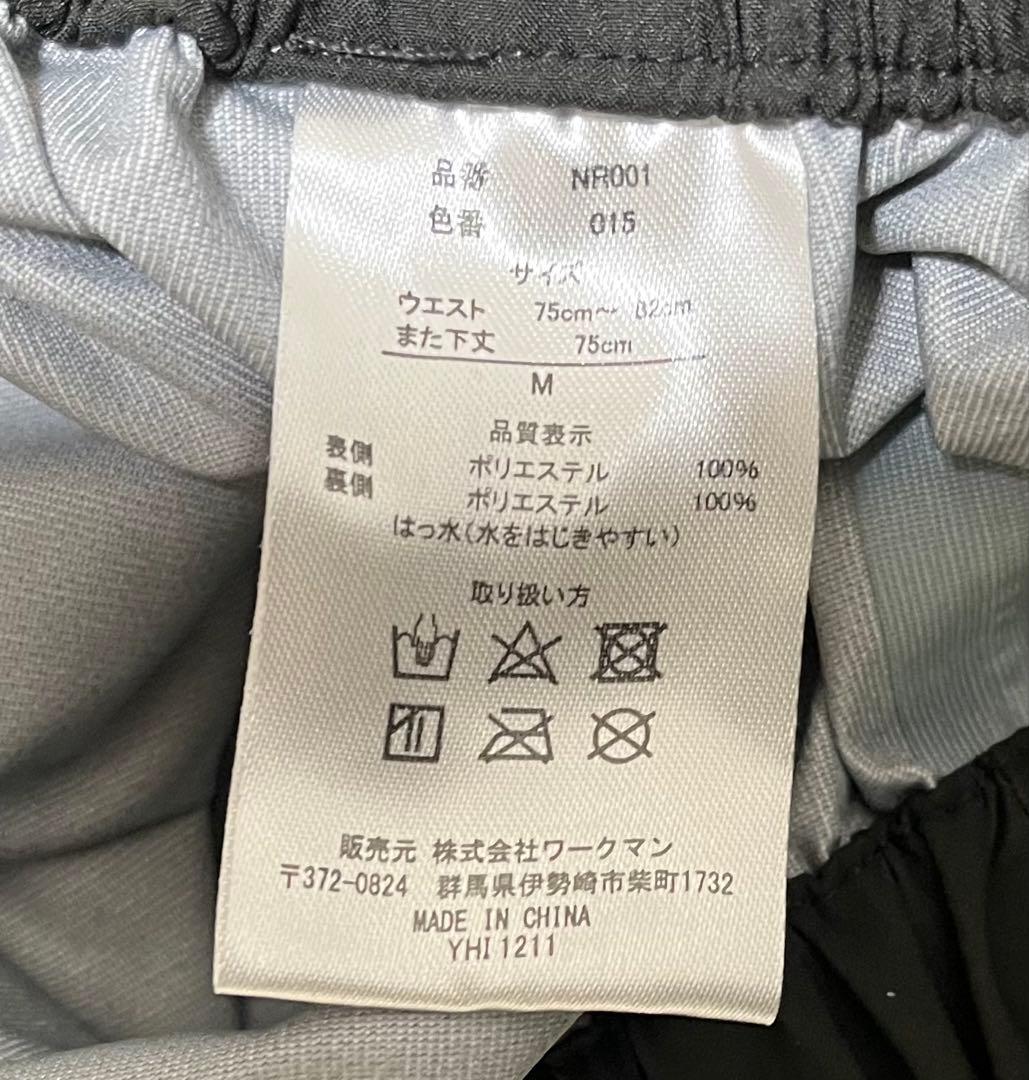 品番 NR001
色番 015
サイズ
ウエスト 75cm～ 82cm
また下丈 75cm
M
品質表示
表側 ポリエステル 100%
裏側 ポリエステル 100%
はっ水(水をはじきやすい)
取り扱い方
販売元 株式会社ワークマン
〒372-0824 群馬県伊勢崎市柴町1732
MADE IN CHINA
YHI 1211